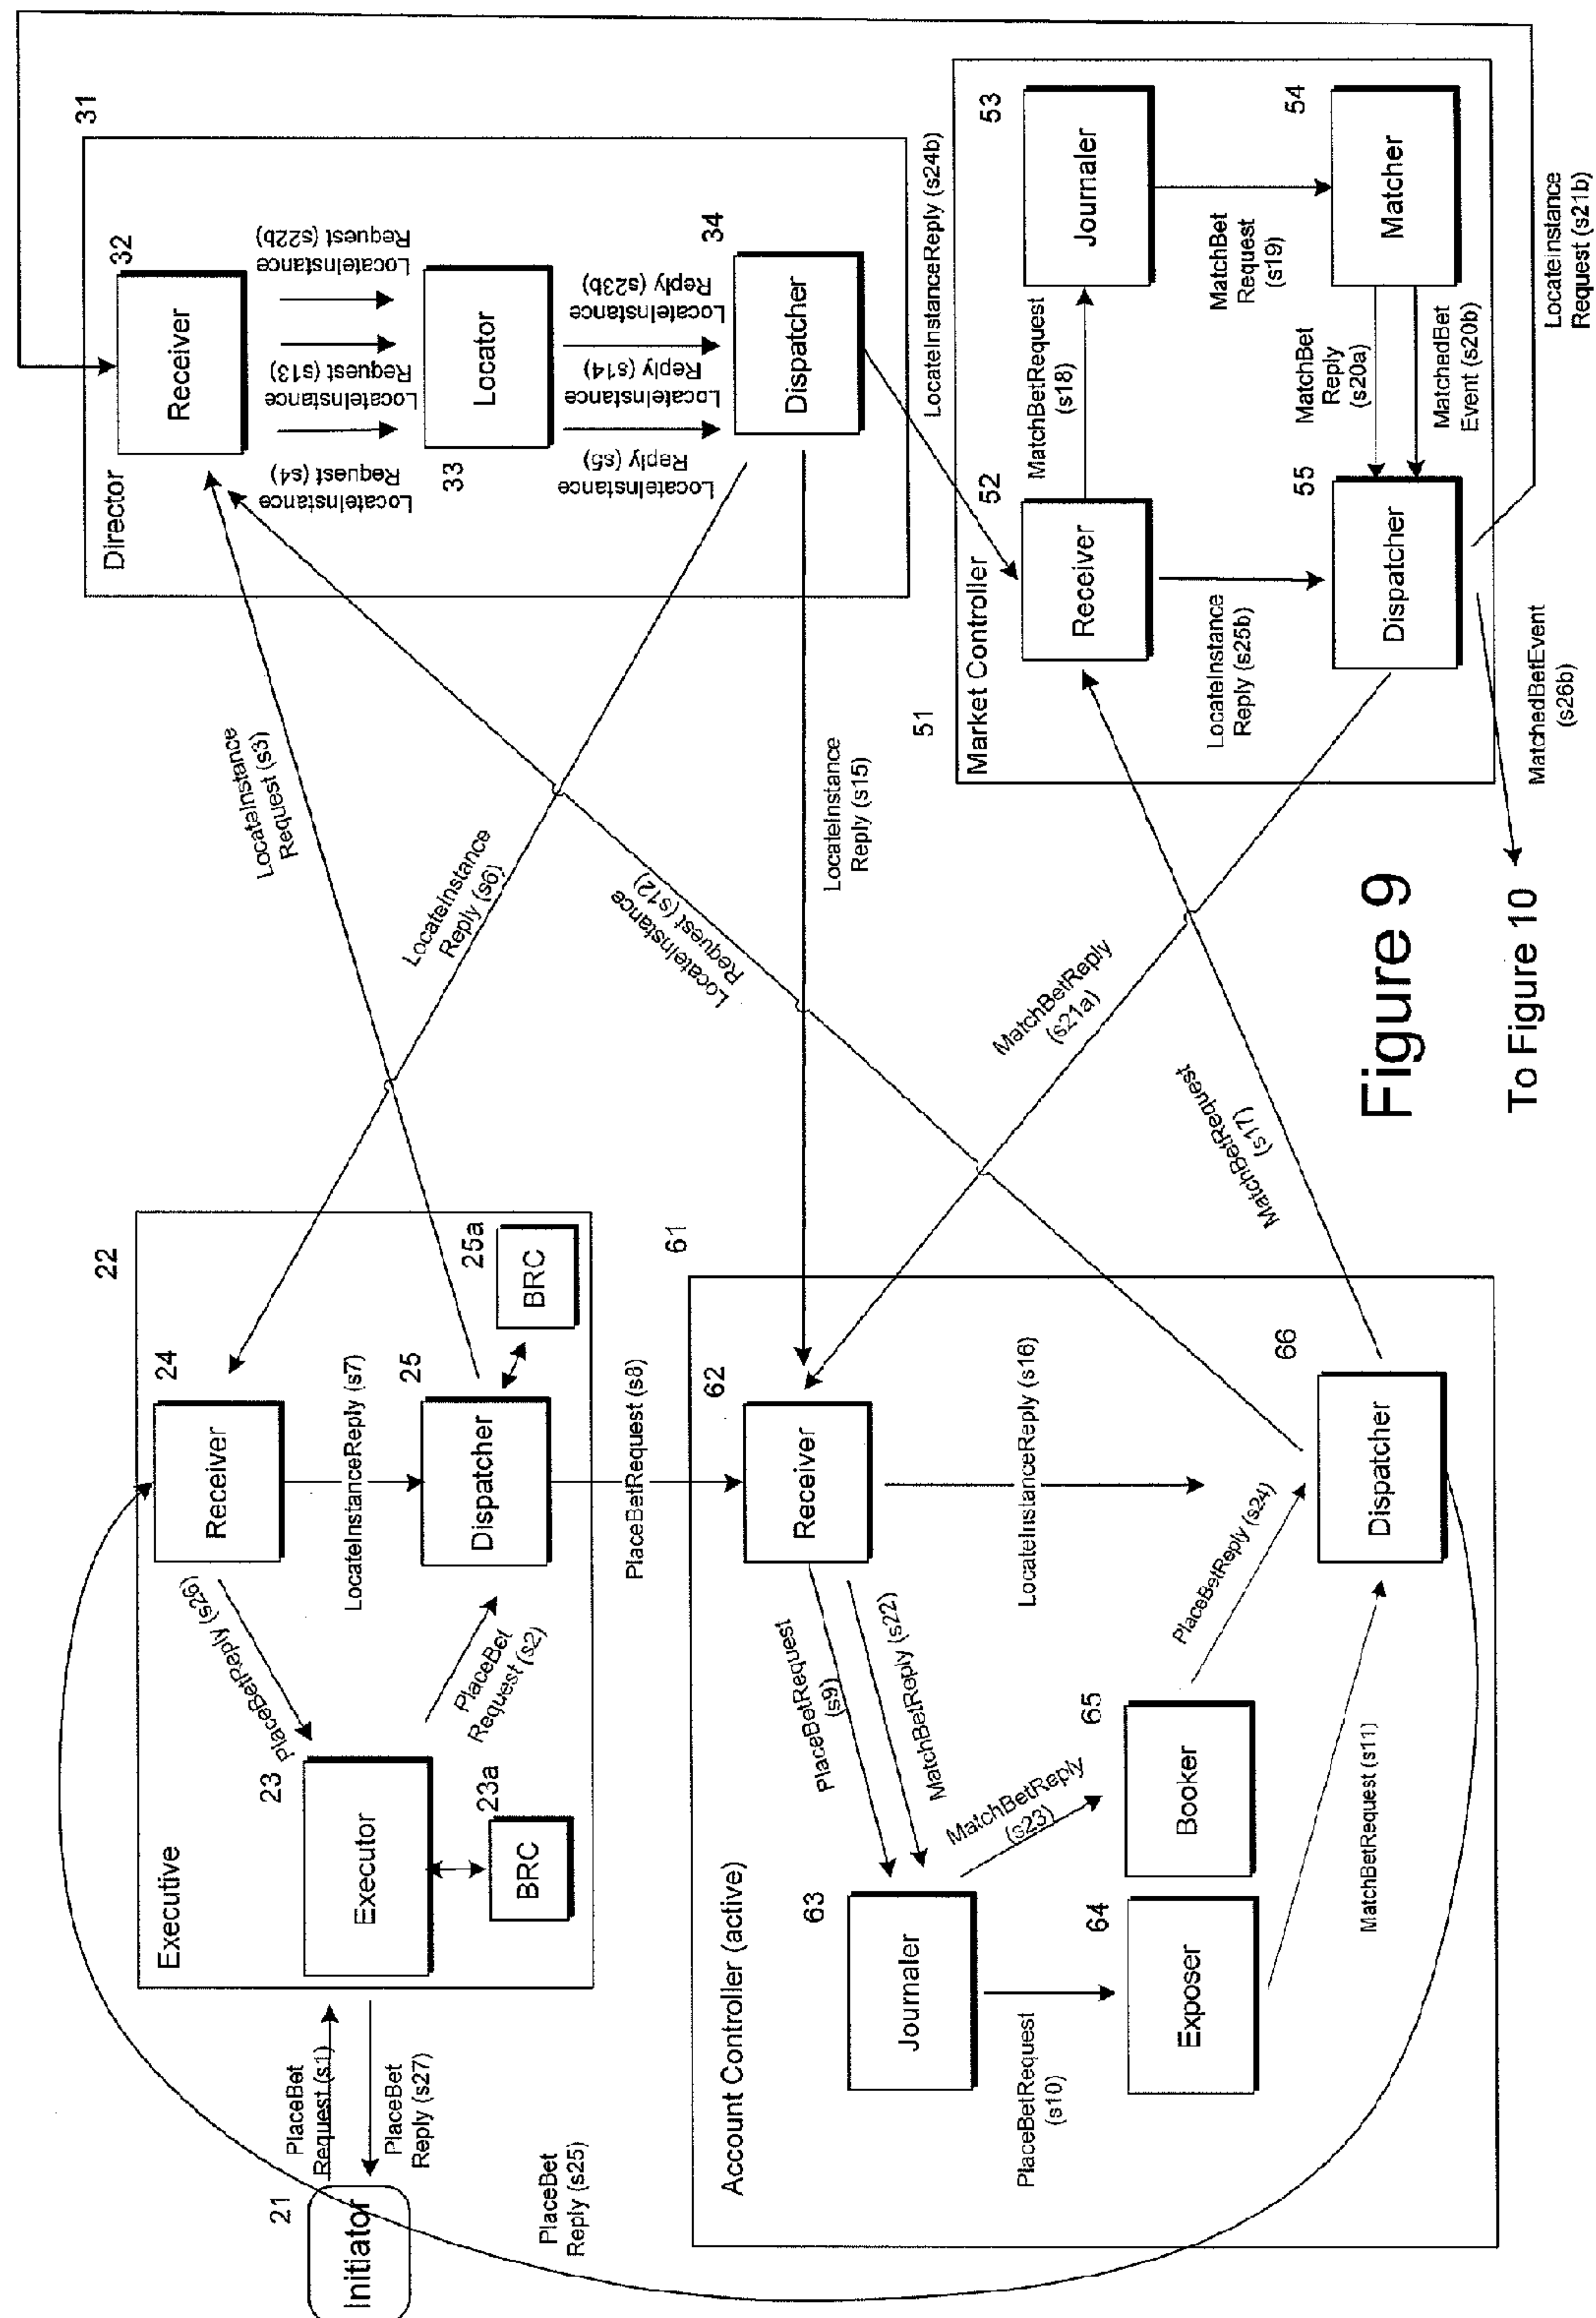 21
Initiator
PlaceBet
Request (s1)
PlaceBet
Reply (s27)
PlaceBet
Reply (s25)
22
Executive
23
Executor
23a
BRC
PlaceBetReply (s26)
PlaceBet
Request (s2)
24
Receiver
LocateInstanceReply (s7)
25
Dispatcher
25a
BRC
PlaceBetRequest (s8)
LocateInstance
Request (s3)
LocateInstance
Reply (s6)
LocateInstance
Request (s12)
LocateInstance
Reply (s15)
31
Director
32
Receiver
LocateInstance
Request (s4)
LocateInstance
Request (s13)
LocateInstance
Request (s22b)
33
Locator
LocateInstance
Reply (s5)
LocateInstance
Reply (s14)
LocateInstance
Reply (s23b)
34
Dispatcher
LocateInstanceReply (s24b)
61
Account Controller (active)
62
Receiver
PlaceBetRequest
(s9)
MatchBetReply (s22)
LocateInstanceReply (s16)
63
Journaler
MatchBetReply
(s23)
PlaceBetRequest
(s10)
64
Exposer
65
Booker
PlaceBetReply (s24)
MatchBetRequest (s11)
66
Dispatcher
MatchBetReply
(s21a)
MatchBetRequest
(s17)
51
Market Controller
52
Receiver
MatchBetRequest
(s18)
53
Journaler
LocateInstance
Reply (s25b)
MatchBet
Request
(s19)
54
Matcher
MatchBet
Reply
(s20a)
MatchedBet
Event (s20b)
55
Dispatcher
LocateInstance
Request (s21b)
MatchedBetEvent
(s26b)
Figure 9
To Figure 10